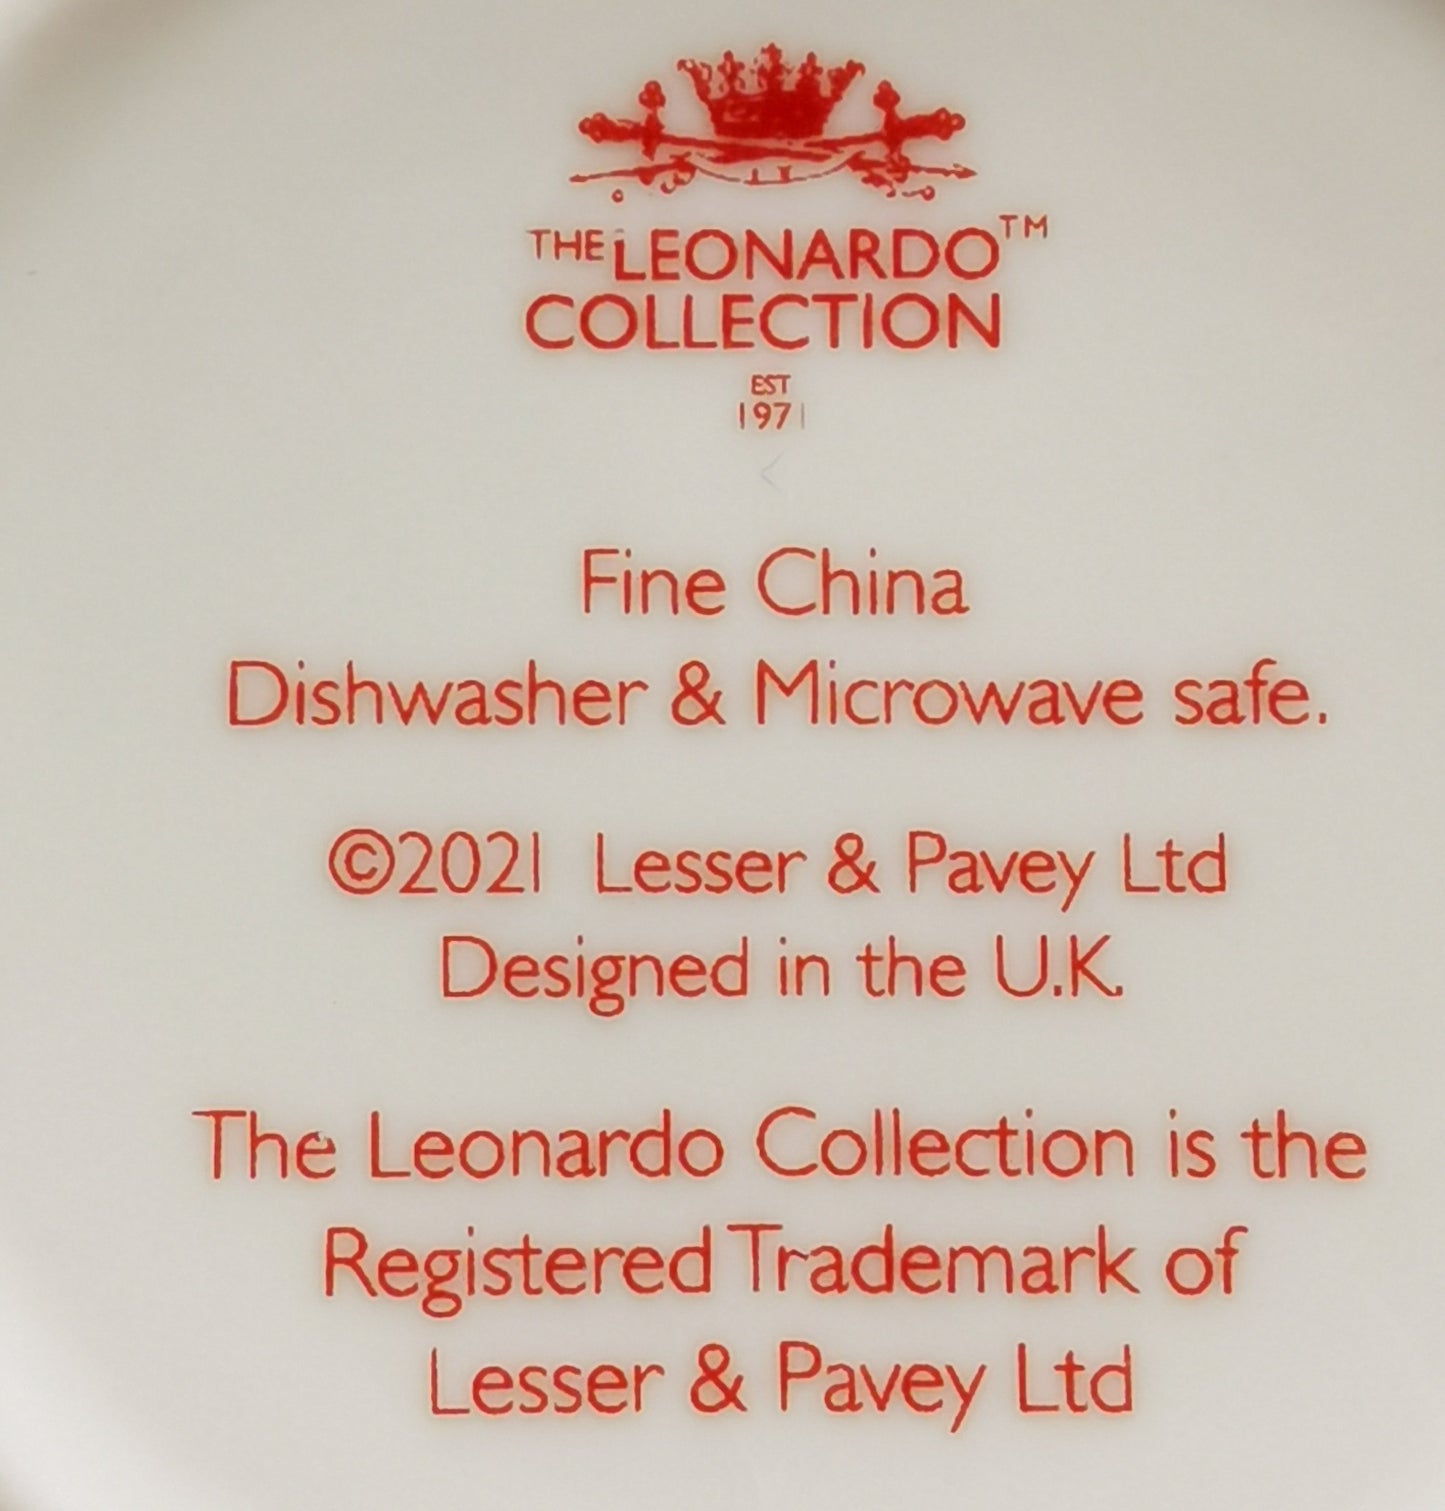 THE LEONARDO™
COLLECTION
EST
1971
Fine China
Dishwasher & Microwave safe.
©2021 Lesser & Pavey Ltd
Designed in the U.K.
The Leonardo Collection is the
Registered Trademark of
Lesser & Pavey Ltd